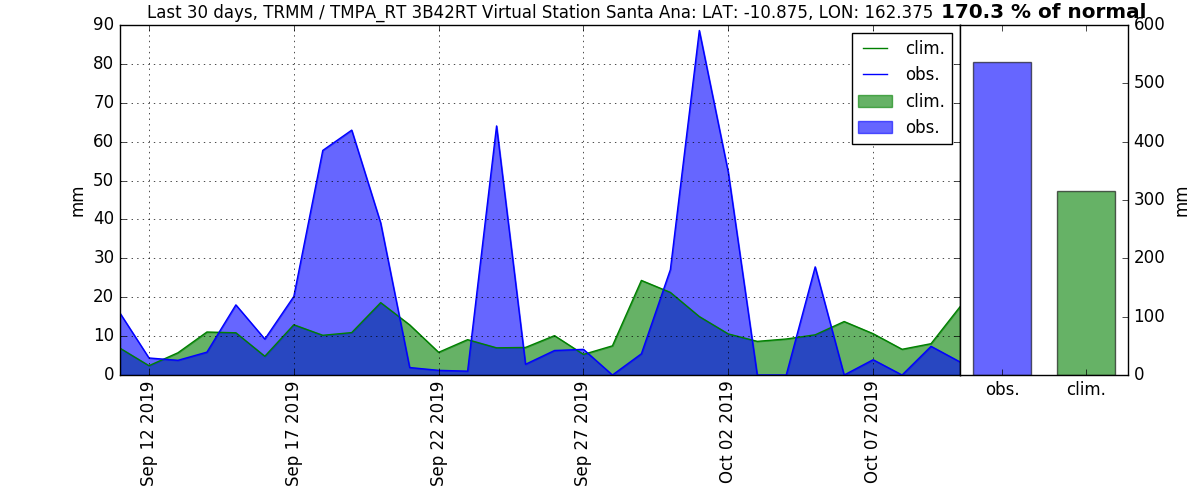 Last 30 days, TRMM / TMPA_RT 3B42RT Virtual Station Santa Ana: LAT: -10.875, LON: 162.375 170.3 % of normal
90
80
70
60
50
40
30
20
10
0
mm
clim.
obs.
clim.
obs.
Sep 12 2019
Sep 17 2019
Sep 22 2019
Sep 27 2019
Oct 02 2019
Oct 07 2019
600
500
400
300
200
100
0
mm
obs.
clim.